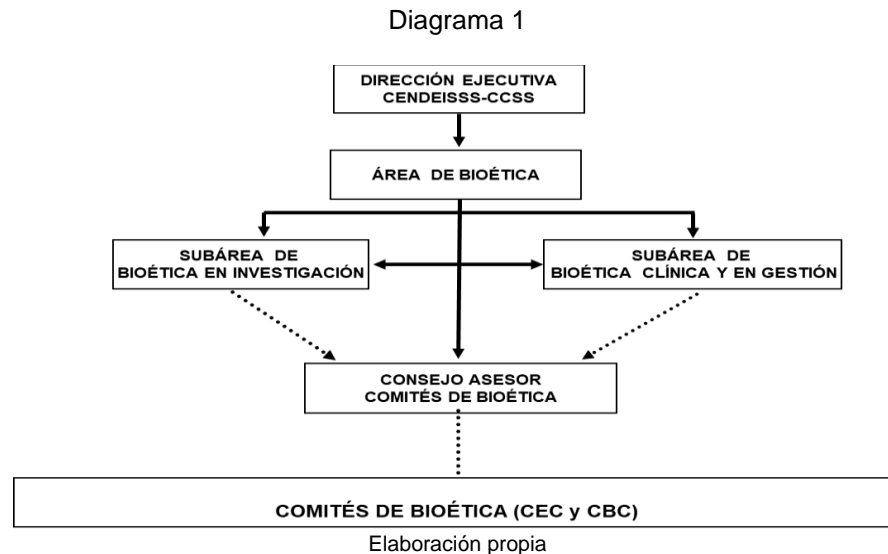 Diagrama 1
DIRECCIÓN EJECUTIVA
CENDEISSS-CCSS
ÁREA DE BIOÉTICA
SUBÁREA DE
BIOÉTICA EN INVESTIGACIÓN
SUBÁREA DE
BIOÉTICA CLÍNICA Y EN GESTIÓN
CONSEJO ASESOR
COMITÉS DE BIOÉTICA
COMITÉS DE BIOÉTICA (CEC y CBC)
Elaboración propia